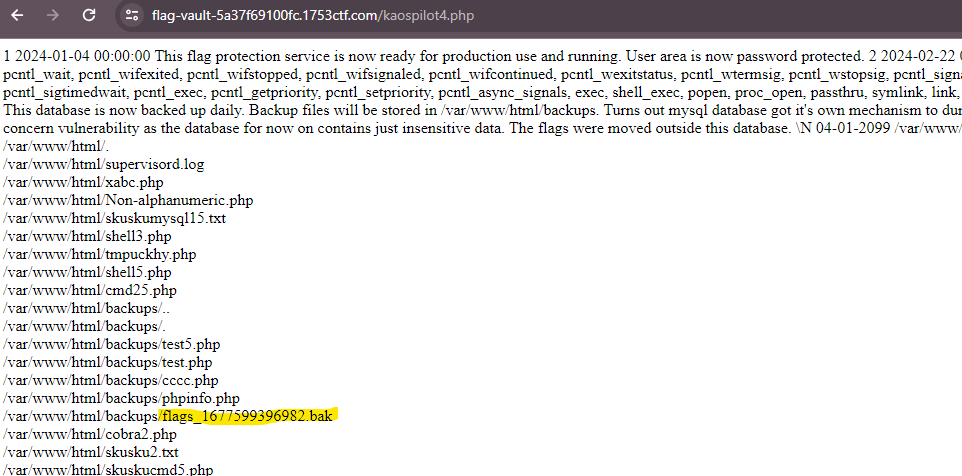 flag-vault-5a37f69100fc.1753ctf.com/kaospilot4.php
1 2024-01-04 00:00:00 This flag protection service is now ready for production use and running. User area is now password protected. 2 2024-02-22
pcntl_wait, pcntl_wifexited, pcntl_wifstopped, pcntl_wifsignaled, pcntl_wifcontinued, pcntl_wexitstatus, pcntl_wtermsig, pcntl_wstopsig, pcntl_signa
pcntl_sigtimedwait, pcntl_exec, pcntl_getpriority, pcntl_setpriority, pcntl_async_signals, exec, shell_exec, popen, proc_open, passthru, symlink, link,
This database is now backed up daily. Backup files will be stored in /var/www/html/backups. Turns out mysql database got it's own mechanism to dum
concern vulnerability as the database for now on contains just insensitive data. The flags were moved outside this database. \N 04-01-2099 /var/www/
/var/www/html/.
/var/www/html/supervisord.log
/var/www/html/xabc.php
/var/www/html/Non-alphanumeric.php
/var/www/html/skuskumysql15.txt
/var/www/html/shell3.php
/var/www/html/tmpuckhy.php
/var/www/html/shell5.php
/var/www/html/cmd25.php
/var/www/html/backups/..
/var/www/html/backups/.
/var/www/html/backups/test5.php
/var/www/html/backups/test.php
/var/www/html/backups/cccc.php
/var/www/html/backups/phpinfo.php
/var/www/html/backups/flags_1677599396982.bak
/var/www/html/cobra2.php
/var/www/html/skusku2.txt
/var/www/html/skuskucmd5.php